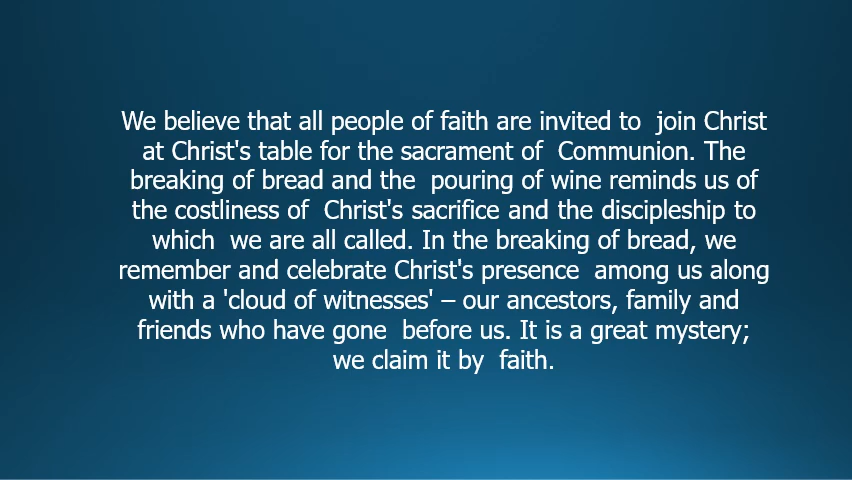 We believe that all people of faith are invited to  join Christ
at Christ's table for the sacrament of  Communion. The
breaking of bread and the  pouring of wine reminds us of
the costliness of  Christ's sacrifice and the discipleship to
which  we are all called. In the breaking of bread, we
remember and celebrate Christ's presence  among us along
with a 'cloud of witnesses' – our ancestors, family and
friends who have gone  before us. It is a great mystery;
we claim it by  faith.